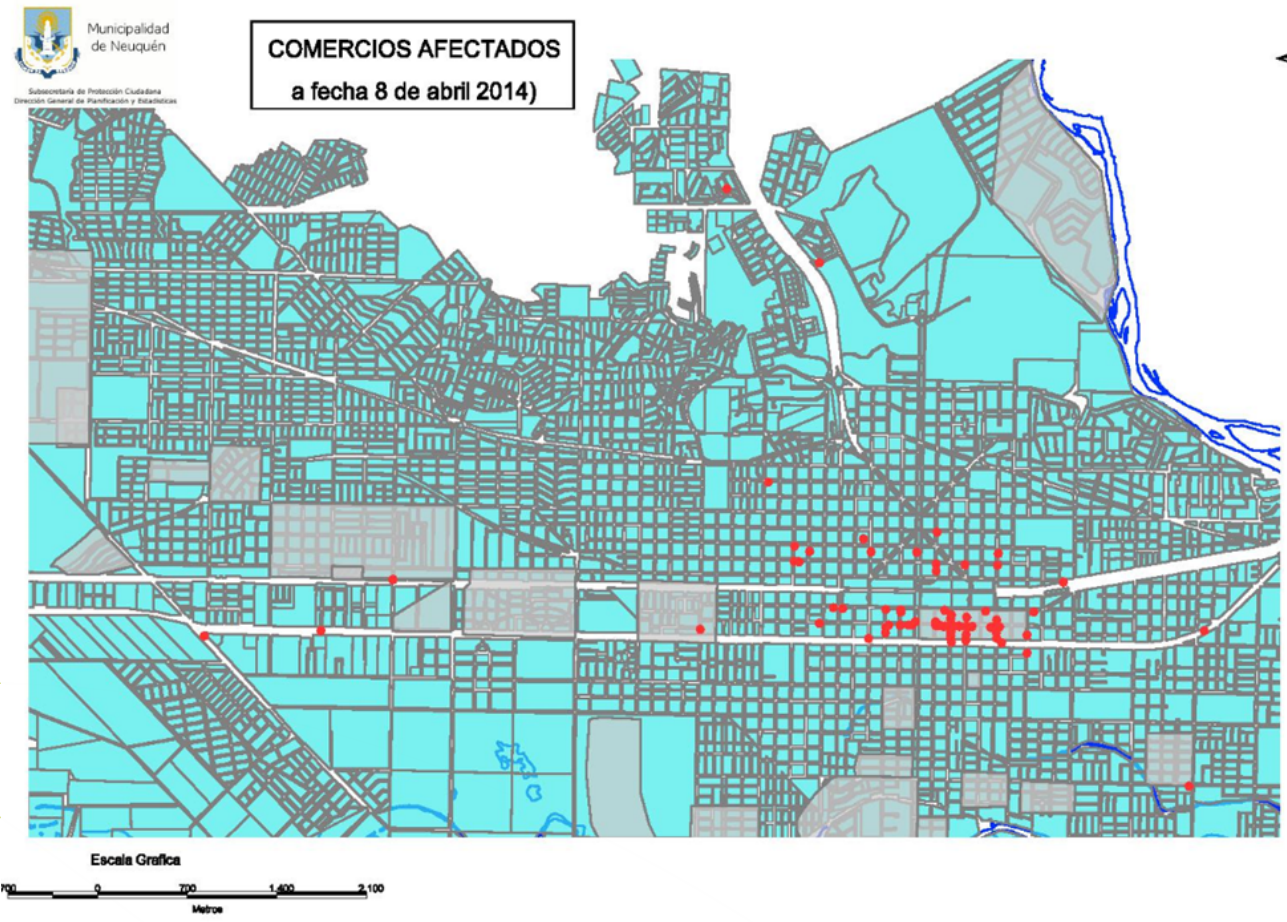 Municipalidad
de Neuquén
Subsecretaría de Protección Ciudadana
Dirección General de Planificación y Estadísticas
COMERCIOS AFECTADOS
a fecha 8 de abril 2014)
Escala Grafica
700 0 700 1.400 2.100
Metros